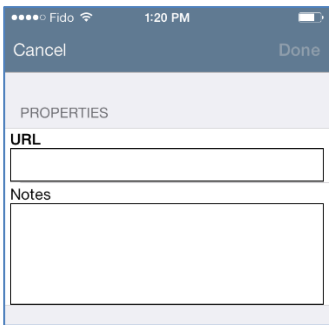 Fido 1:20 PM
Cancel Done
PROPERTIES
URL
Notes